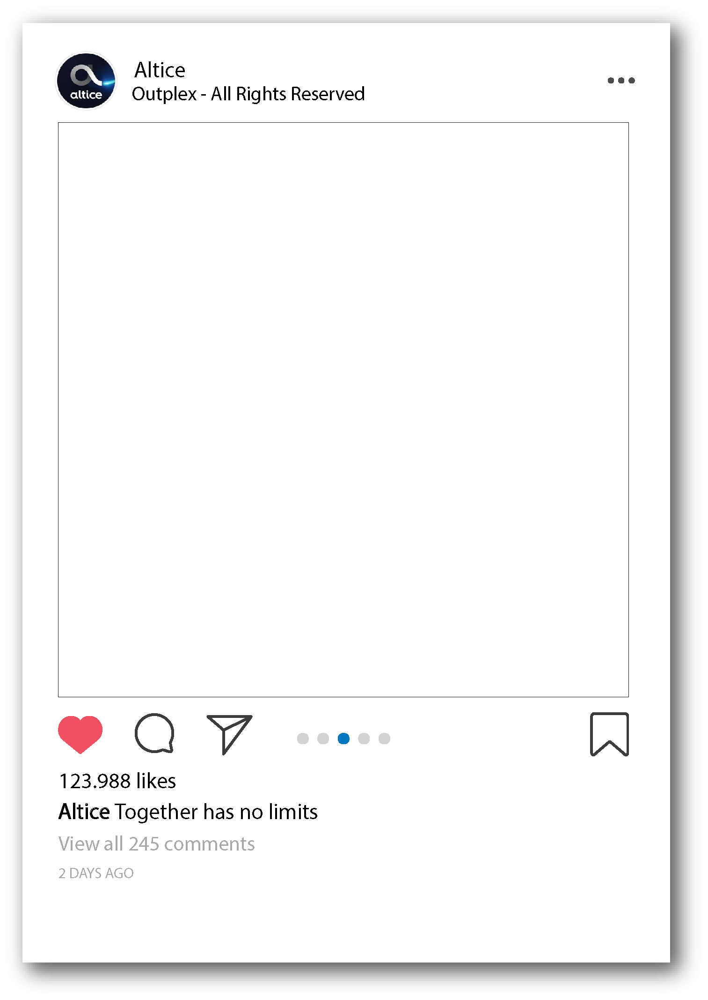 altice
Altice
Outplex - All Rights Reserved
123.988 likes
Altice Together has no limits
View all 245 comments
2 DAYS AGO